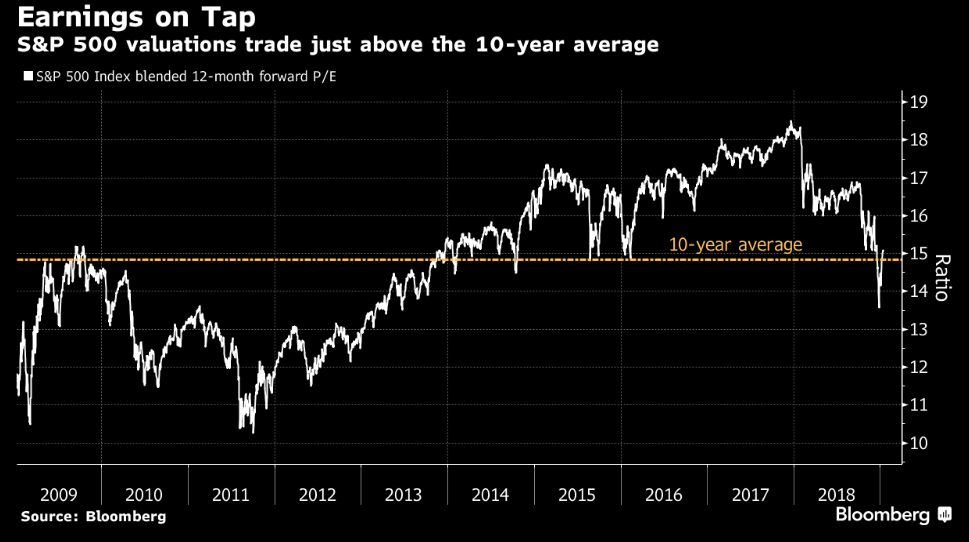 Earnings on Tap
S&P 500 valuations trade just above the 10-year average
S&P 500 Index blended 12-month forward P/E
19
18
17
16
10-year average
15
14
13
12
11
10
Ratio
2009 2010 2011 2012 2013 2014 2015 2016 2017 2018
Source: Bloomberg
Bloomberg